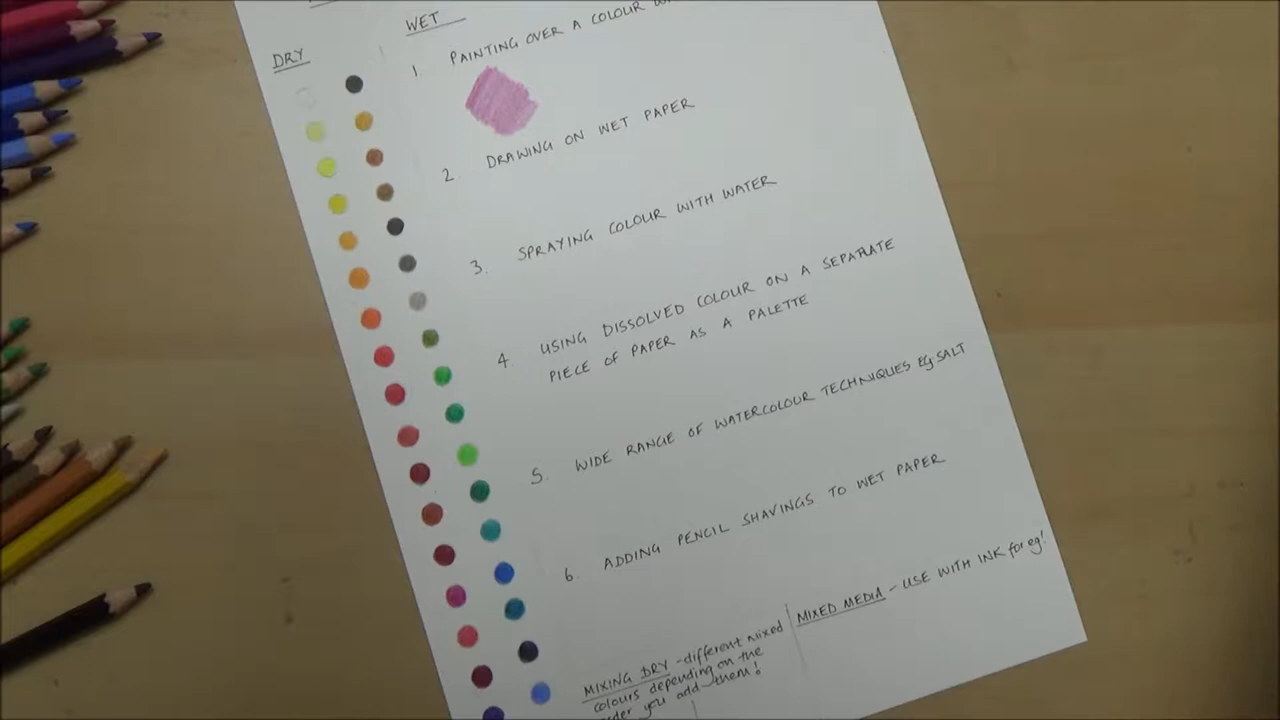 WET
DRY
1. PAINTING OVER A COLOUR
2. DRAWING ON WET PAPER
3. SPRAYING COLOUR WITH WATER
4. USING DISSOLVED COLOUR ON A SEPARATE
PIECE OF PAPER AS A PALETTE
5. WIDE RANGE OF WATERCOLOUR TECHNIQUES EG SALT
6. ADDING PENCIL SHAVINGS TO WET PAPER
MIXING DRY - different mixed
colours depending on the
you add them!
MIXED MEDIA - USE WITH INK for eg!